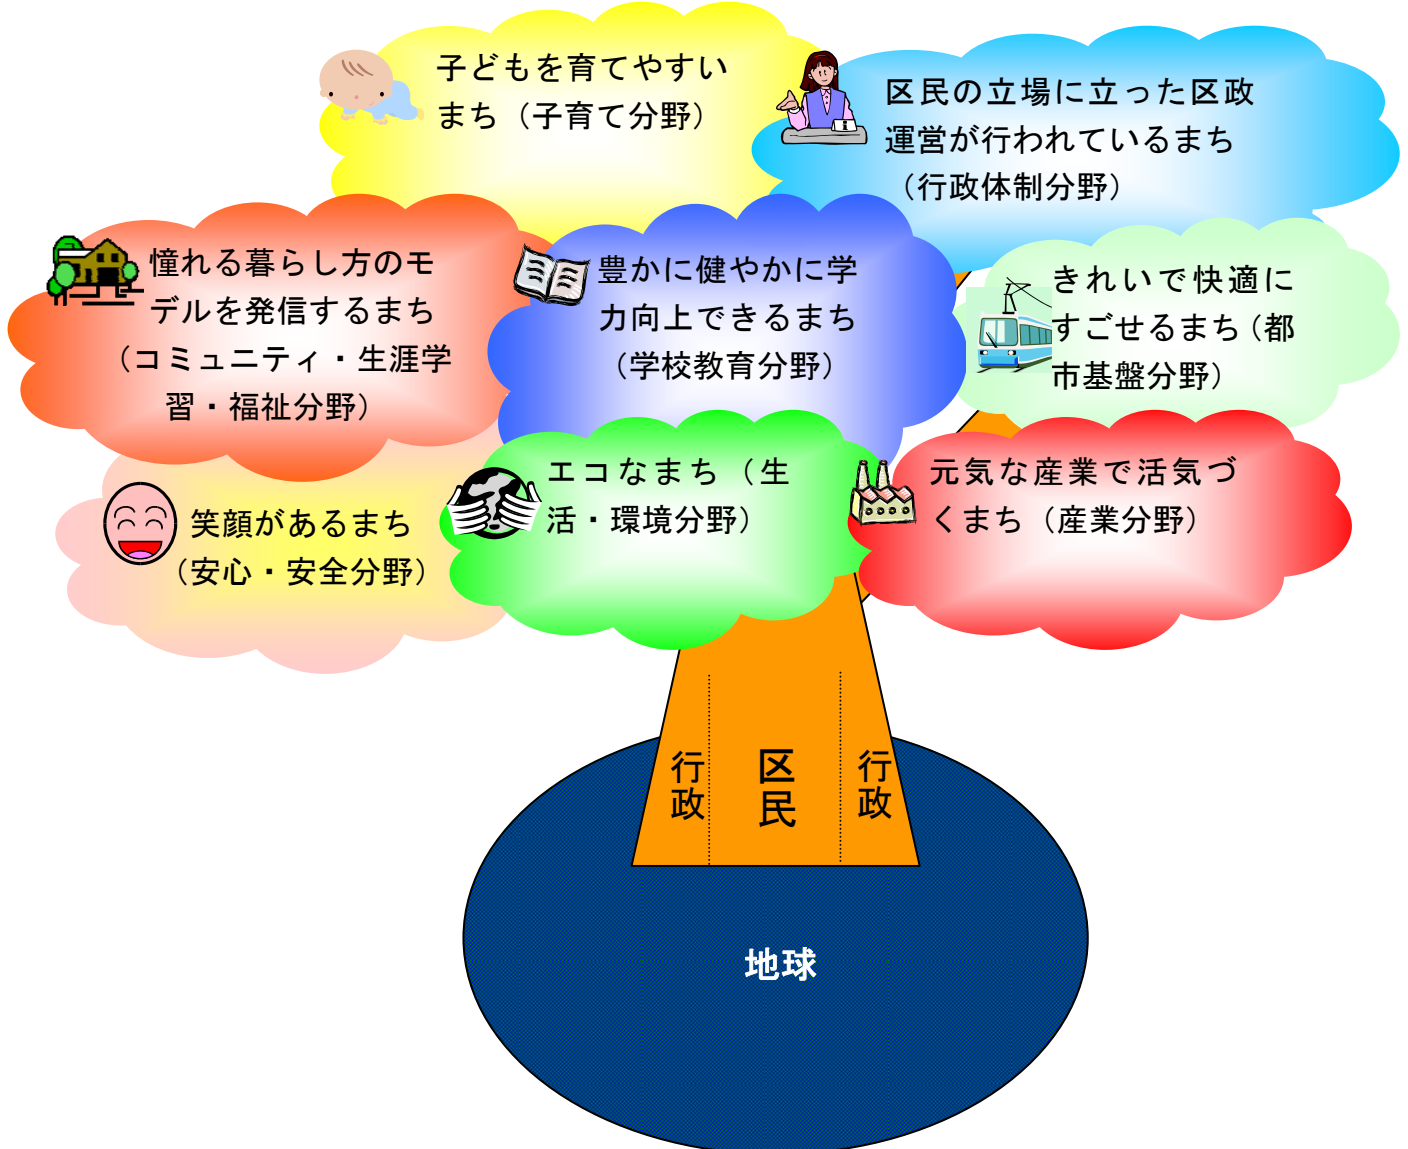 子どもを育てやすい
まち（子育て分野）
区民の立場に立った区政
運営が行われているまち
（行政体制分野）
憧れる暮らし方のモ
デルを発信するまち
（コミュニティ・生涯学
習・福祉分野）
豊かに健やかに学
力向上できるまち
（学校教育分野）
きれいで快適に
すごせるまち（都
市基盤分野）
笑顔があるまち
（安心・安全分野）
エコなまち（生
活・環境分野）
元気な産業で活気づ
くまち（産業分野）
行政
区民
行政
地球